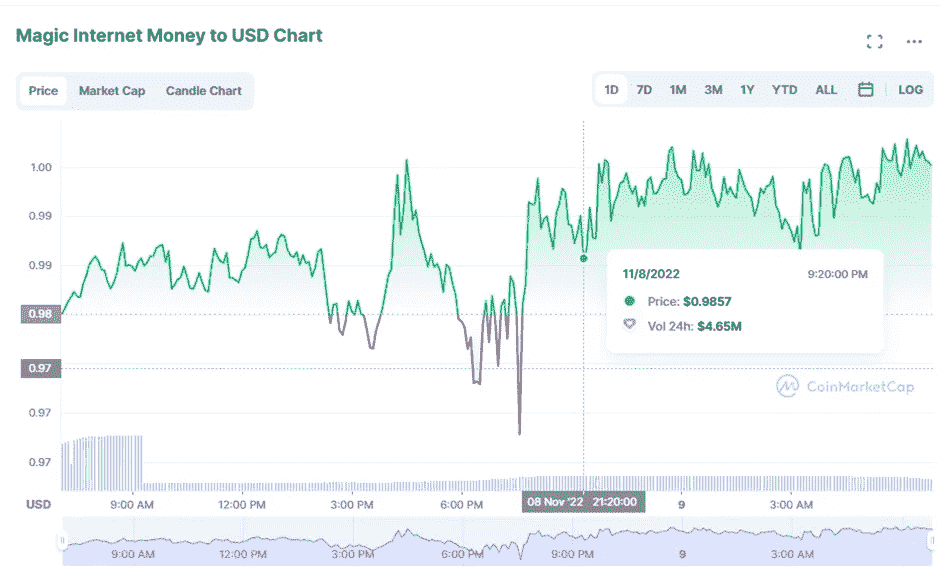 Magic Internet Money to USD Chart
Price Market Cap Candle Chart
1D 7D 1M 3M 1Y YTD ALL LOG
1.00
0.99
0.99
0.98
0.97
0.97
0.97
11/8/2022 9:20:00 PM
Price: $0.9857
Vol 24h: $4.65M
CoinMarketCap
USD 9:00 AM 12:00 PM 3:00 PM 6:00 PM 08 Nov '22 21:20:00 9 3:00 AM
9:00 AM 12:00 PM 3:00 PM 6:00 PM 9:00 PM 9 3:00 AM